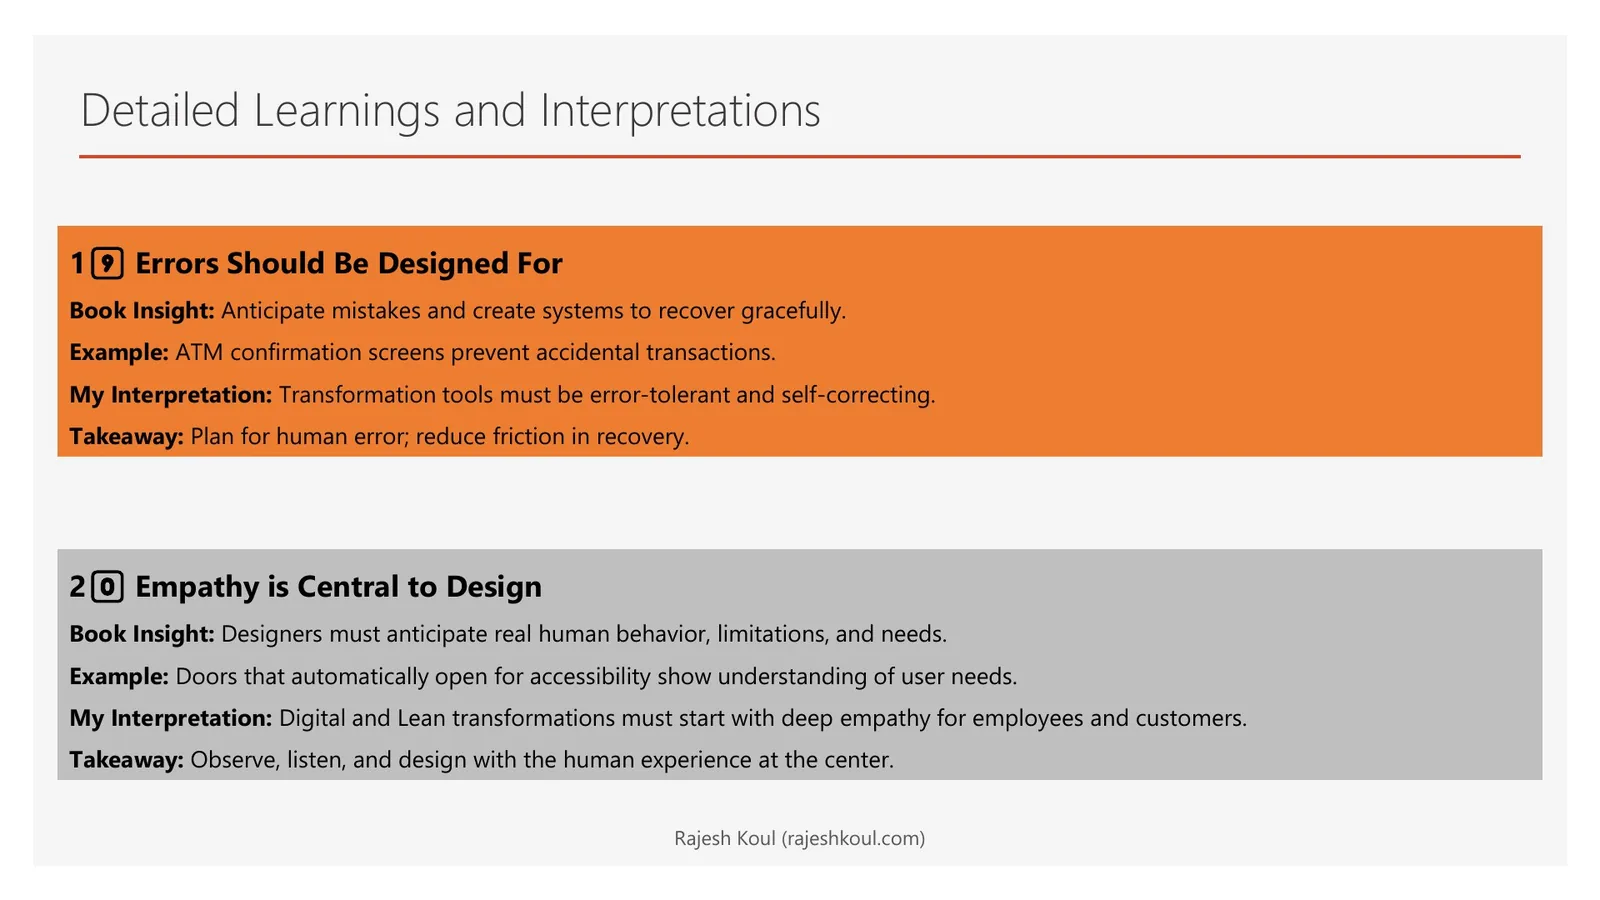 Detailed Learnings and Interpretations
1 9 Errors Should Be Designed For
Book Insight: Anticipate mistakes and create systems to recover gracefully.
Example: ATM confirmation screens prevent accidental transactions.
My Interpretation: Transformation tools must be error-tolerant and self-correcting.
Takeaway: Plan for human error; reduce friction in recovery.
2 0 Empathy is Central to Design
Book Insight: Designers must anticipate real human behavior, limitations, and needs.
Example: Doors that automatically open for accessibility show understanding of user needs.
My Interpretation: Digital and Lean transformations must start with deep empathy for employees and customers.
Takeaway: Observe, listen, and design with the human experience at the center.
Rajesh Koul (rajeshkoul.com)